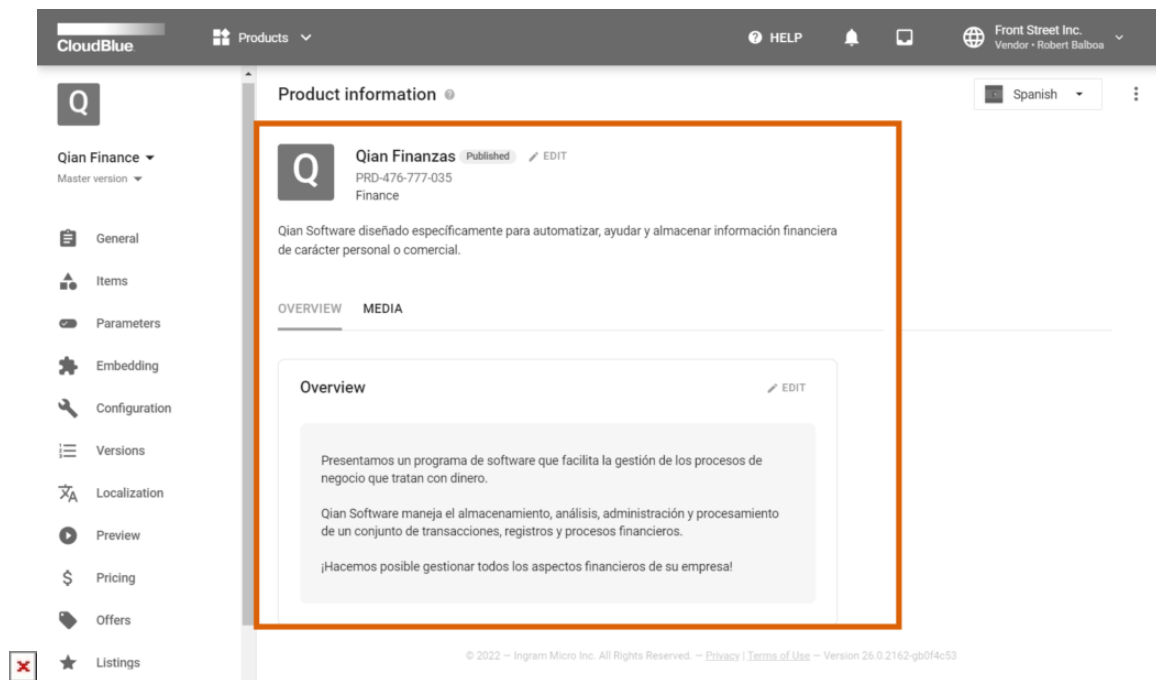 CloudBlue
Products
HELP
Front Street Inc.
Vendor • Robert Balboa
Q
Qian Finance
Master version
General
Items
Parameters
Embedding
Configuration
Versions
Localization
Preview
Pricing
Offers
Listings
Product information
Spanish
Q
Qian Finanzas Published EDIT
PRD-476-777-035
Finance
Qian Software diseñado específicamente para automatizar, ayudar y almacenar información financiera
de carácter personal o comercial.
OVERVIEW MEDIA
Overview
EDIT
Presentamos un programa de software que facilita la gestión de los procesos de
negocio que tratan con dinero.
Qian Software maneja el almacenamiento, análisis, administración y procesamiento
de un conjunto de transacciones, registros y procesos financieros.
¡Hacemos posible gestionar todos los aspectos financieros de su empresa!
© 2022 – Ingram Micro Inc. All Rights Reserved. – Privacy | Terms of Use – Version 26.0.2162-gb0f4c53